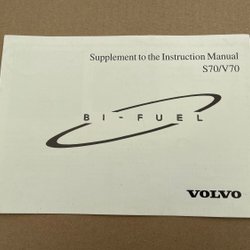 Supplement to the Instruction Manual
S70/V70
BI-FUEL
VOLVO